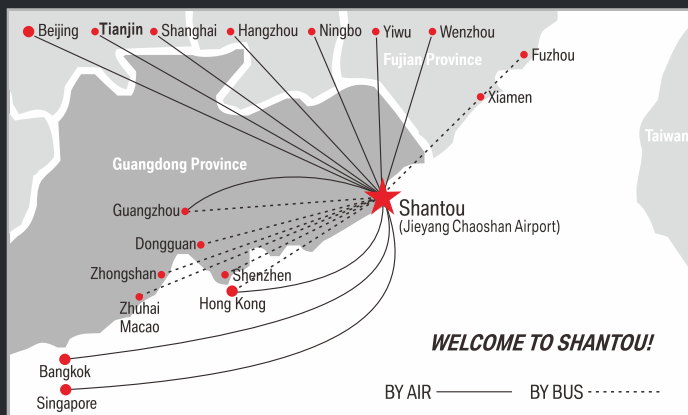 Beijing
Tianjin
Shanghai
Hangzhou
Ningbo
Yiwu
Wenzhou
Fujian Province
Fuzhou
Xiamen
Taiwan
Guangdong Province
Guangzhou
Shantou
(Jieyang Chaoshan Airport)
Dongguan
Zhongshan
Shenzhen
Zhuhai
Macao
Hong Kong
WELCOME TO SHANTOU!
Bangkok
Singapore
BY AIR
BY BUS